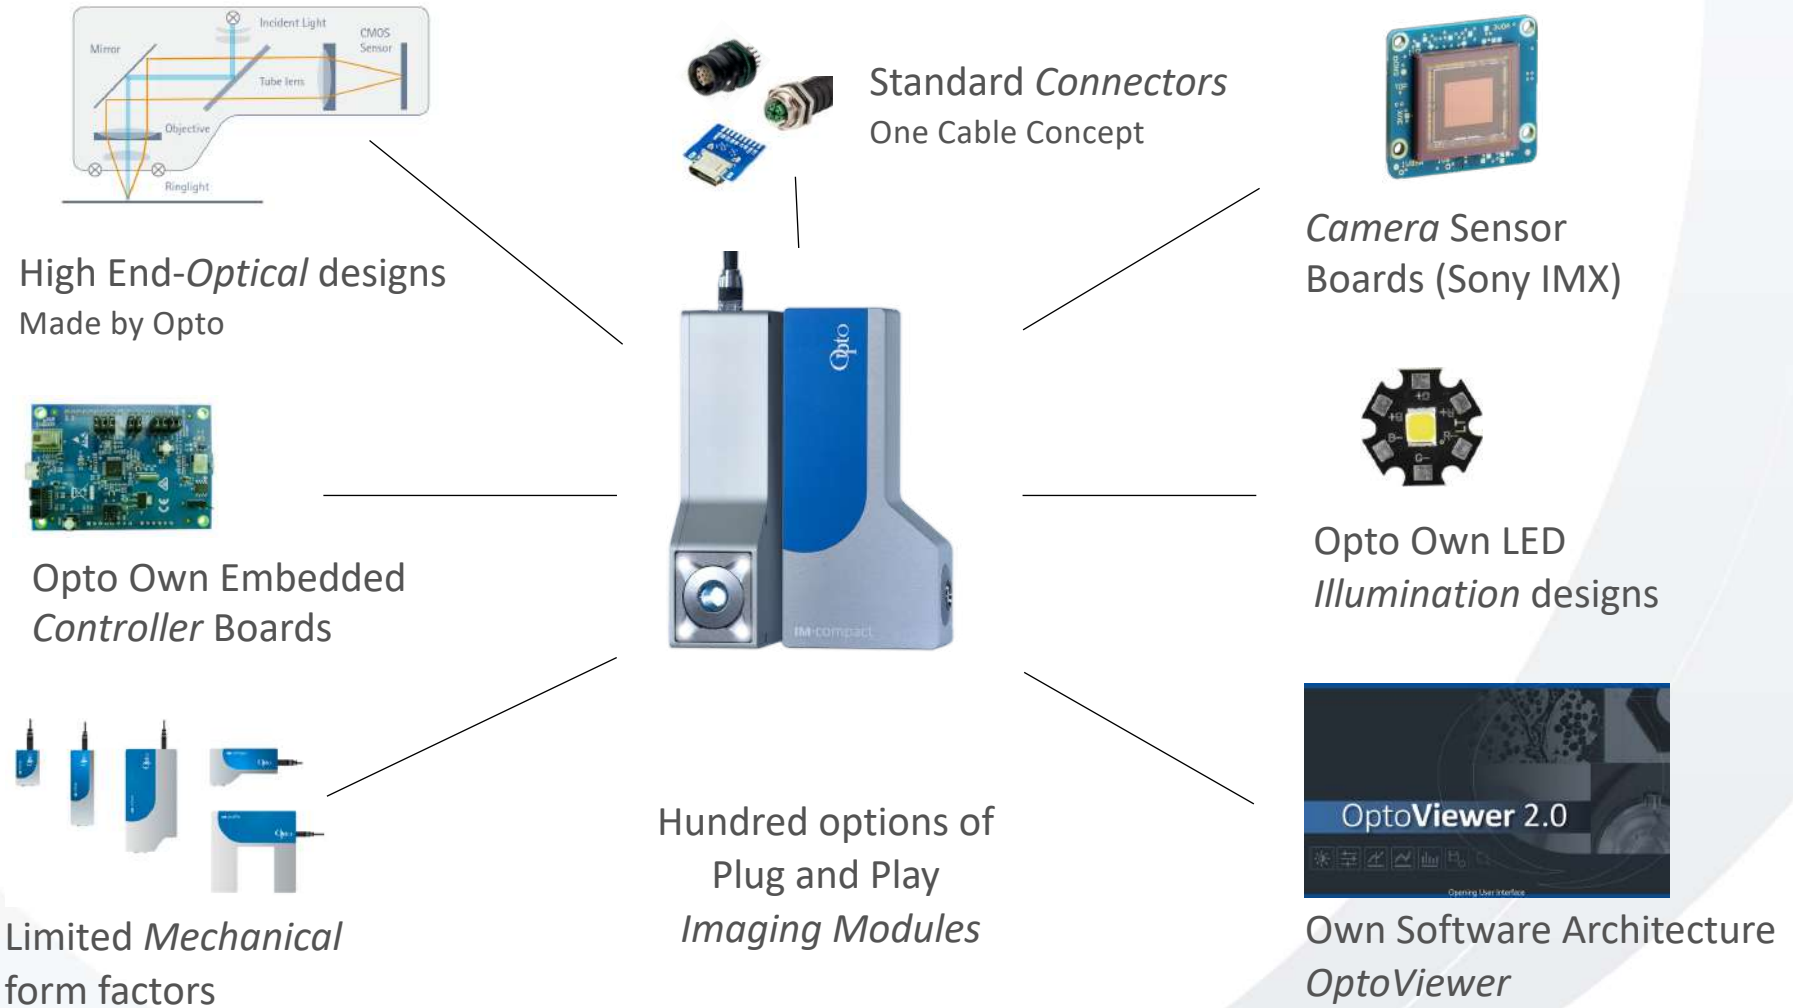 Incident Light
CMOS
Sensor
Mirror
Tube lens
Objective
Ringlight
High End-Optical designs
Made by Opto
Standard Connectors
One Cable Concept
Camera Sensor
Boards (Sony IMX)
Opto Own Embedded
Controller Boards
Opto
IM-compact
Opto Own LED
Illumination designs
Limited Mechanical
form factors
Hundred options of
Plug and Play
Imaging Modules
OptoViewer 2.0
Opening User Interface
Own Software Architecture
OptoViewer